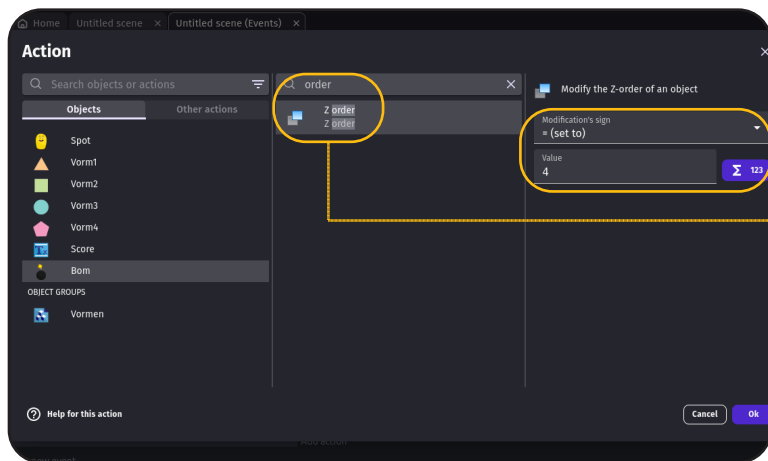 Home Untitled scene × Untitled scene (Events) ×
Action
Search objects or actions
Objects Other actions
Spot
Vorm1
Vorm2
Vorm3
Vorm4
Score
Bom
OBJECT GROUPS
Vormen
order
Z order
Z order
Modify the Z-order of an object
Modification's sign
= (set to)
Value
4
Σ 123
Help for this action
Cancel Ok
Add action